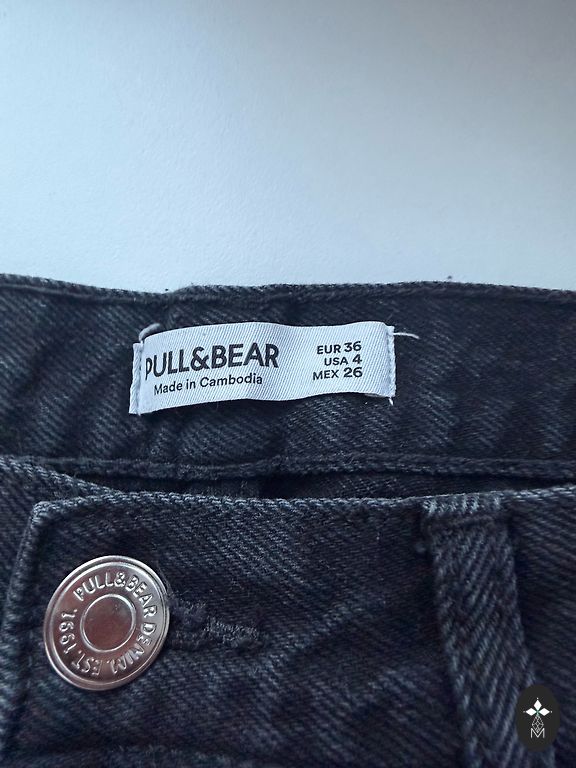 PULL&BEAR
Made in Cambodia
EUR 36
USA 4
MEX 26
PULL&BEAR DENIM. EST. 1991.
M